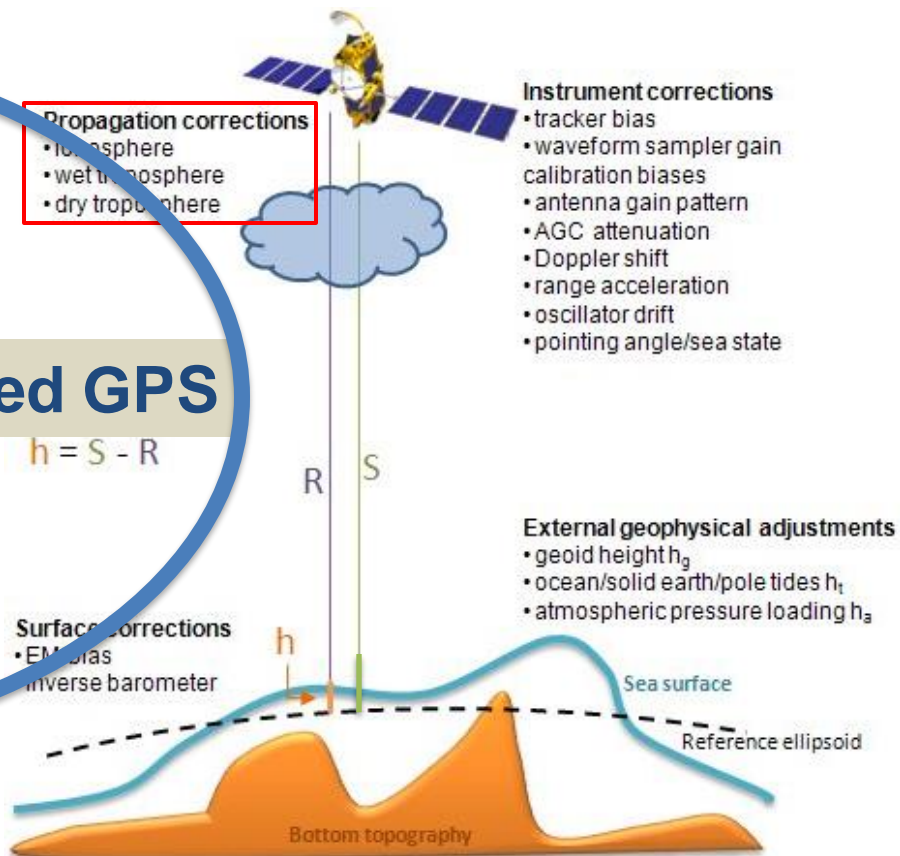 Propagation corrections
• ionosphere
• wet troposphere
• dry troposphere
Instrument corrections
• tracker bias
• waveform sampler gain
calibration biases
• antenna gain pattern
• AGC attenuation
• Doppler shift
• range acceleration
• oscillator drift
• pointing angle/sea state
ed GPS
h = S - R
R
S
External geophysical adjustments
• geoid height hg
• ocean/solid earth/pole tides ht
• atmospheric pressure loading ha
Surface corrections
• EM bias
inverse barometer
h
Sea surface
Reference ellipsoid
Bottom topography